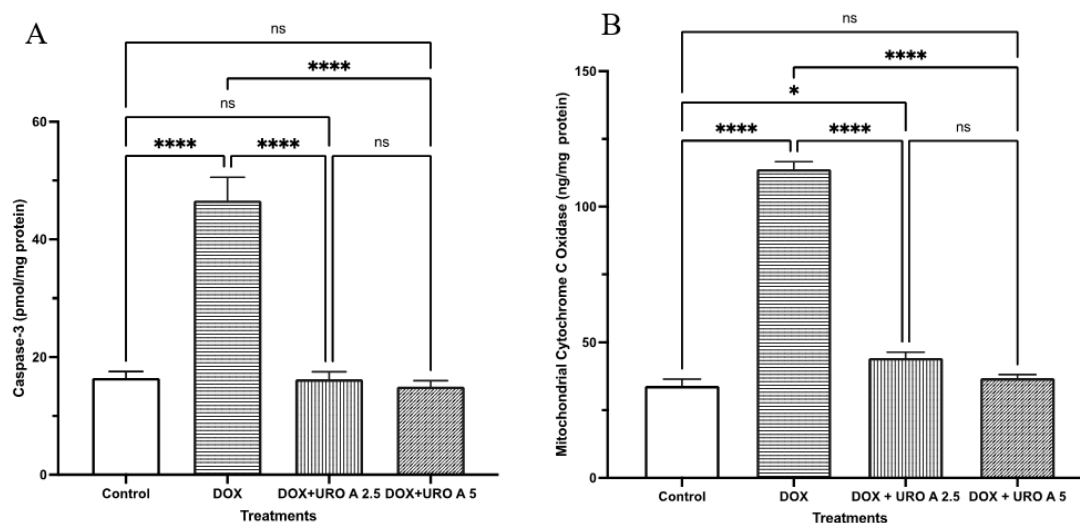 A
ns
****
ns
**** ****
ns
60
40
20
0
Caspase-3 (pmol/mg protein)
Control DOX DOX+URO A 2.5 DOX+URO A 5
Treatments
B
ns
****
*
**** ****
ns
150
100
50
0
Mitochondrial Cytochrome C Oxidase (ng/mg protein)
Control DOX DOX + URO A 2.5 DOX + URO A 5
Treatments